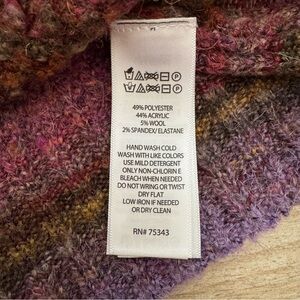 49% POLYESTER
44% ACRYLIC
5% WOOL
2% SPANDEX/ ELASTANE
HAND WASH COLD
WASH WITH LIKE COLORS
USE MILD DETERGENT
ONLY NON-CHLORIN E
BLEACH WHEN NEEDED
DO NOT WRING OR TWIST
DRY FLAT
LOW IRON IF NEEDED
OR DRY CLEAN
RN# 75343